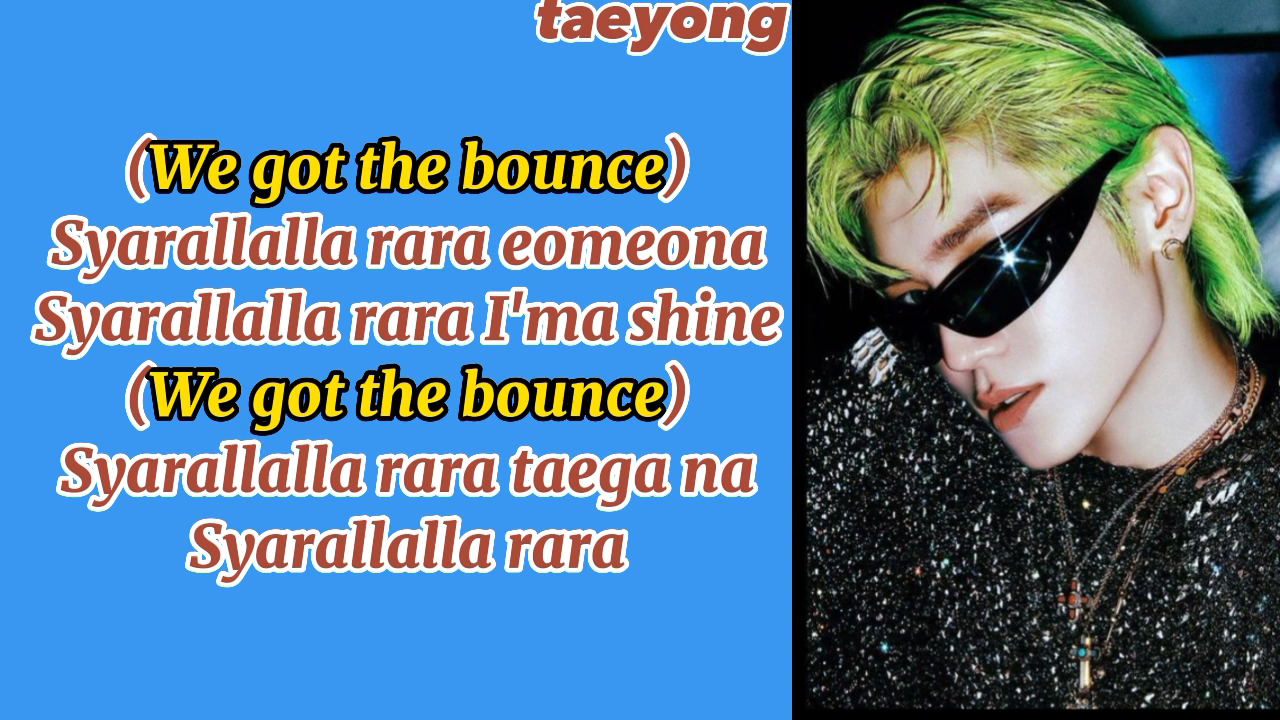 taeyong
(We got the bounce)
Syarallalla rara eomeona
Syarallalla rara I'ma shine
(We got the bounce)
Syarallalla rara taega na
Syarallalla rara